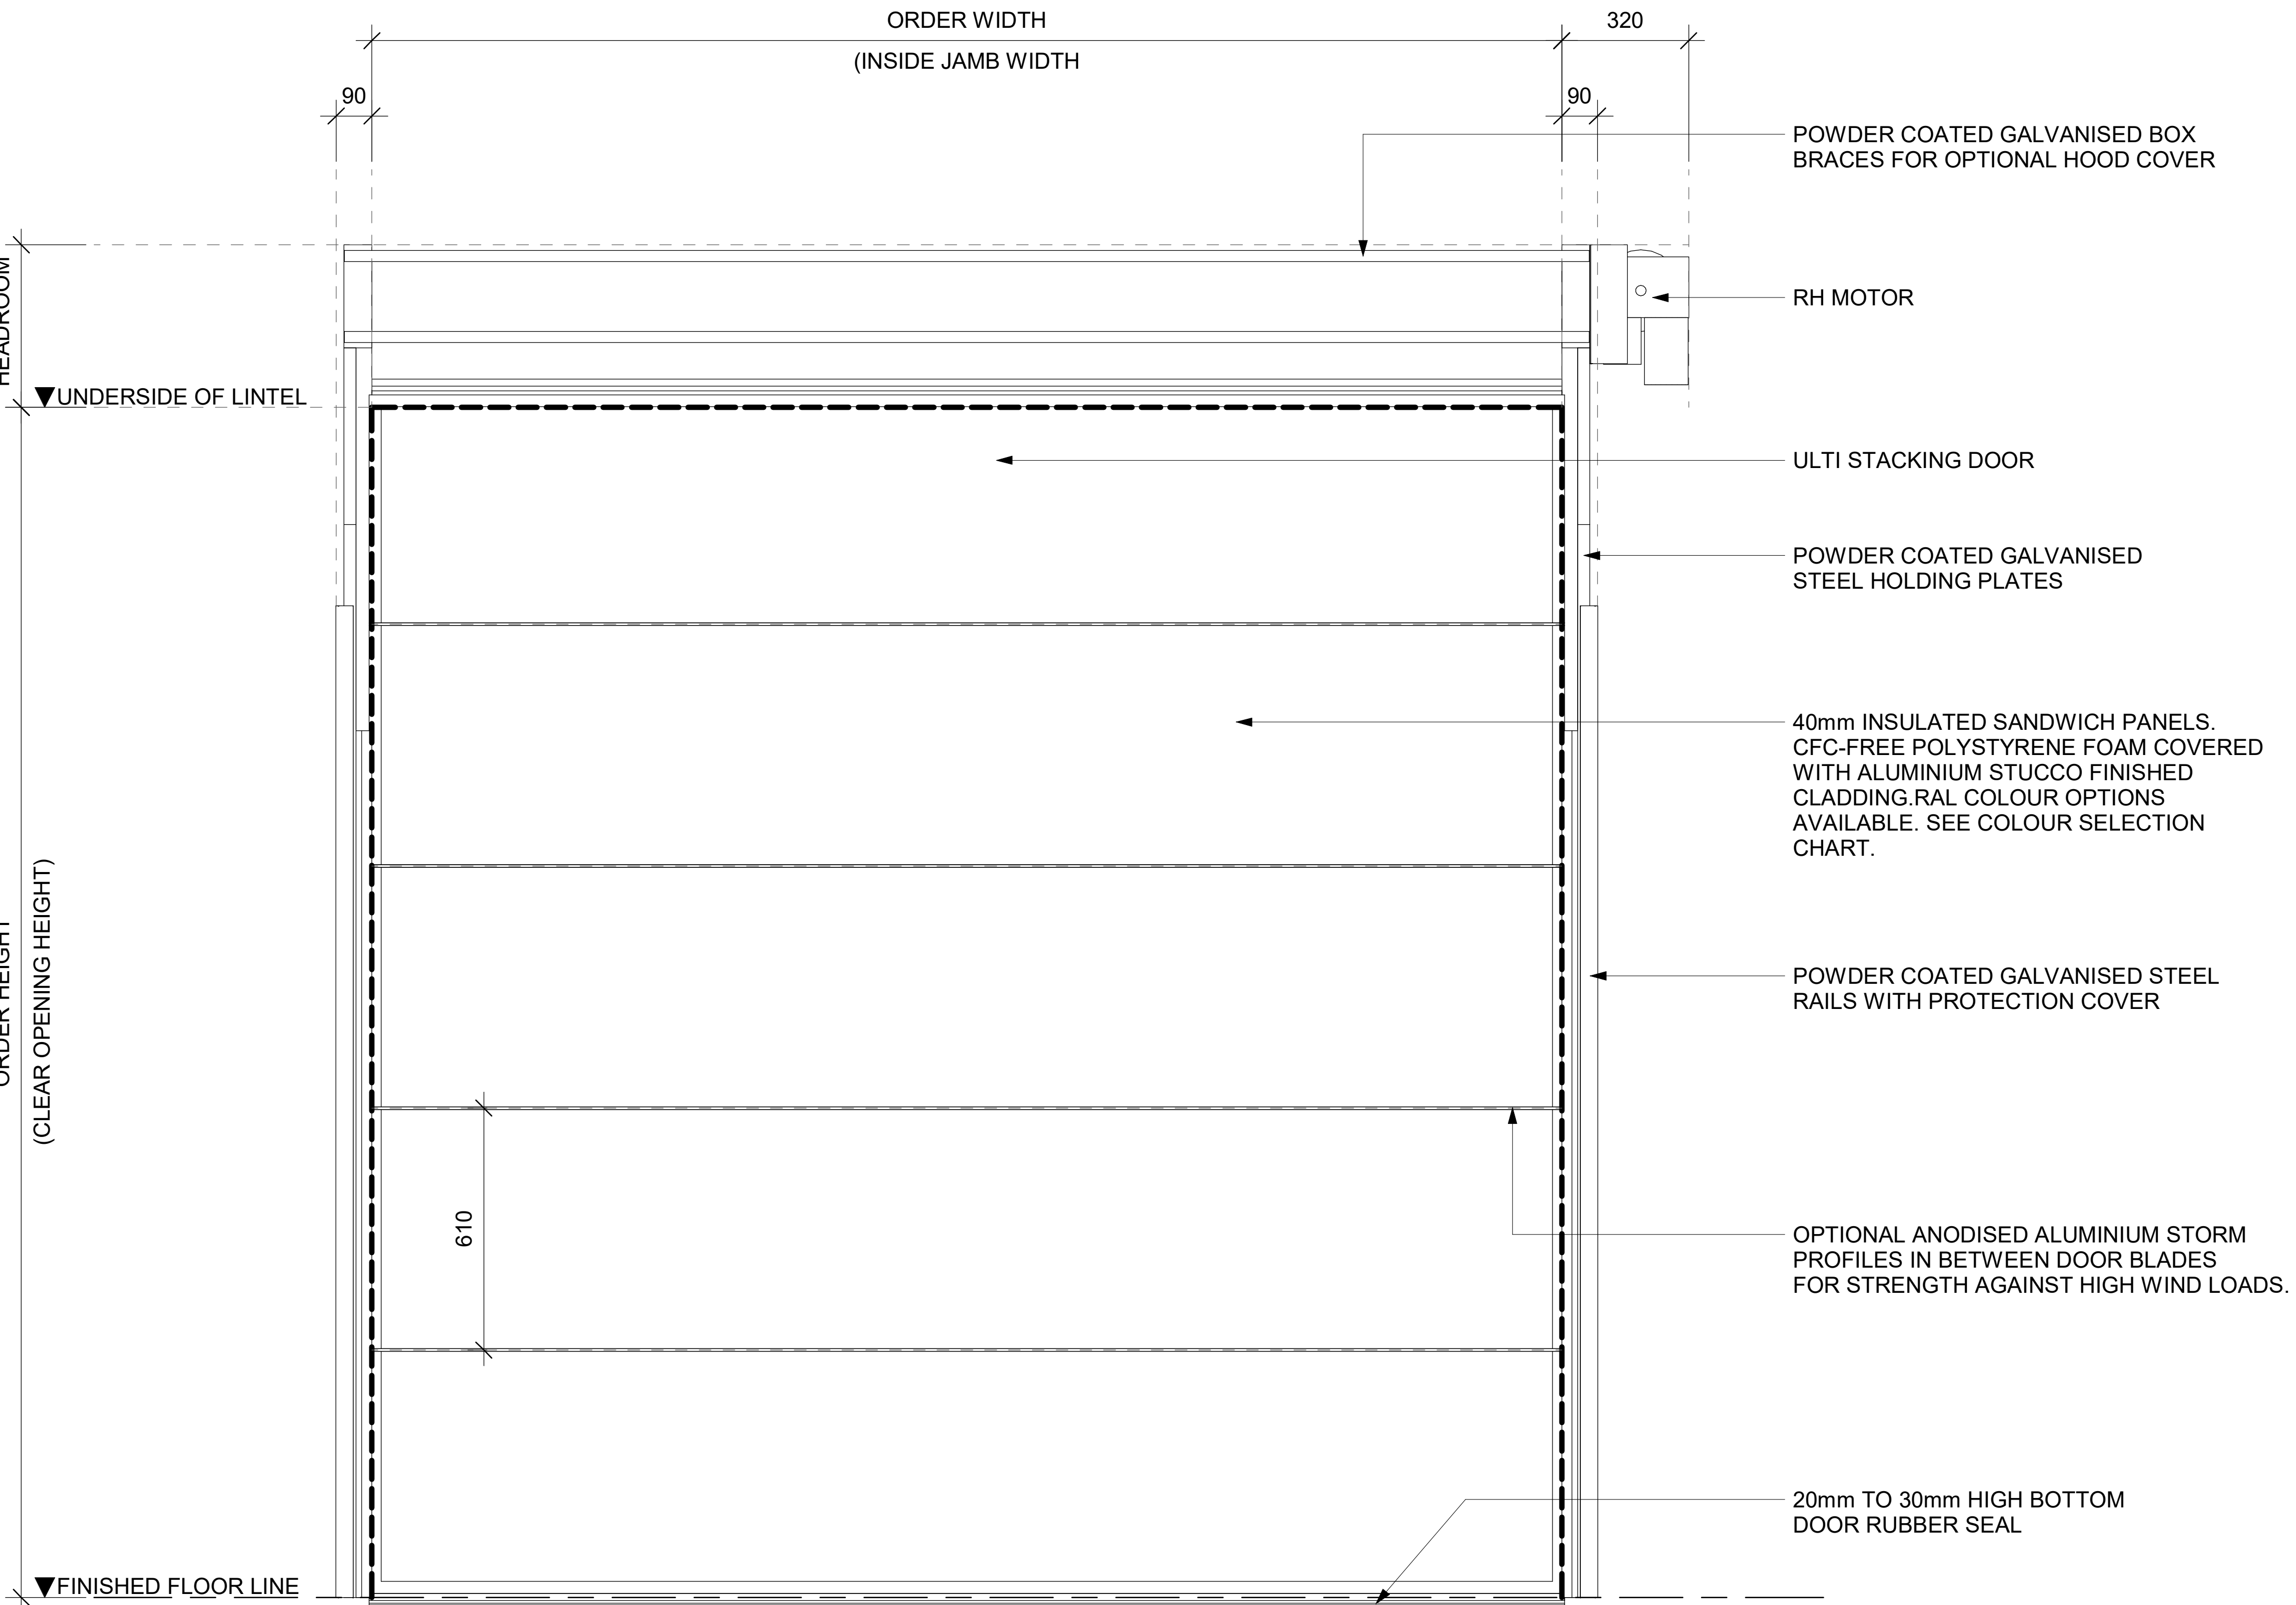 ORDER WIDTH
320
(INSIDE JAMB WIDTH
90
90
POWDER COATED GALVANISED BOX
BRACES FOR OPTIONAL HOOD COVER
HEADROOM
RH MOTOR
UNDERSIDE OF LINTEL
ULTI STACKING DOOR
POWDER COATED GALVANISED
STEEL HOLDING PLATES
40mm INSULATED SANDWICH PANELS.
CFC-FREE POLYSTYRENE FOAM COVERED
WITH ALUMINIUM STUCCO FINISHED
CLADDING.RAL COLOUR OPTIONS
AVAILABLE. SEE COLOUR SELECTION
CHART.
ORDER HEIGHT
(CLEAR OPENING HEIGHT)
POWDER COATED GALVANISED STEEL
RAILS WITH PROTECTION COVER
610
OPTIONAL ANODISED ALUMINIUM STORM
PROFILES IN BETWEEN DOOR BLADES
FOR STRENGTH AGAINST HIGH WIND LOADS.
20mm TO 30mm HIGH BOTTOM
DOOR RUBBER SEAL
FINISHED FLOOR LINE